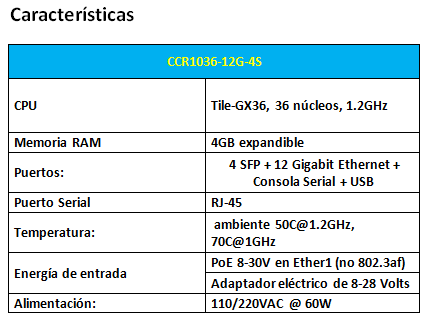 Características
CCR1036-12G-4S
CPU
Tile-GX36, 36 núcleos, 1.2GHz
Memoria RAM
4GB expandible
Puertos:
4 SFP + 12 Gigabit Ethernet +
Consola Serial + USB
Puerto Serial
RJ-45
Temperatura:
ambiente 50C@1.2GHz,
70C@1GHz
Energía de entrada
PoE 8-30V en Ether1 (no 802.3af)
Adaptador eléctrico de 8-28 Volts
Alimentación:
110/220VAC @ 60W